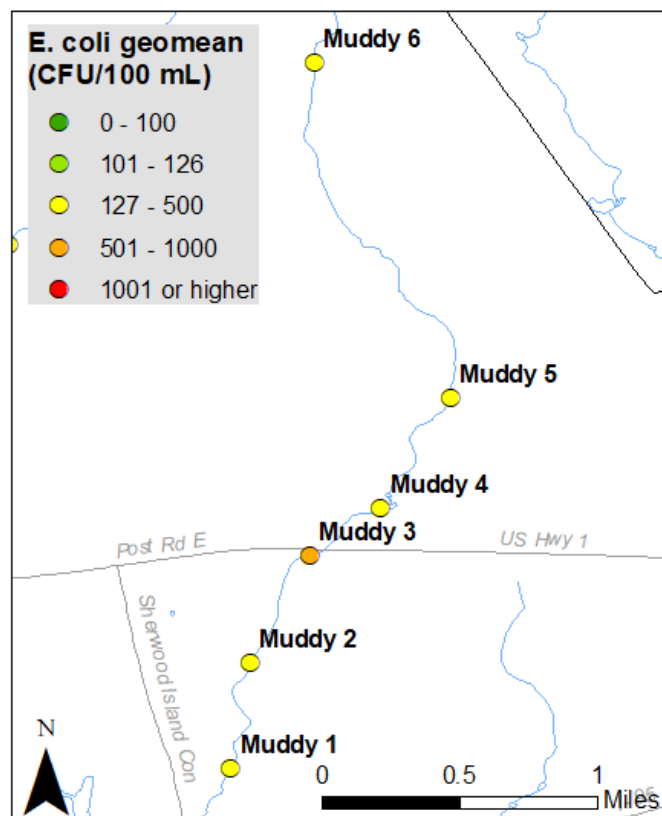 E. coli geomean
(CFU/100 mL)
0 - 100
101 - 126
127 - 500
501 - 1000
1001 or higher
Muddy 6
Muddy 5
Muddy 4
Muddy 3
Post Rd E
US Hwy 1
Sherwood Island Con
Muddy 2
Muddy 1
N
0 0.5 1
Miles